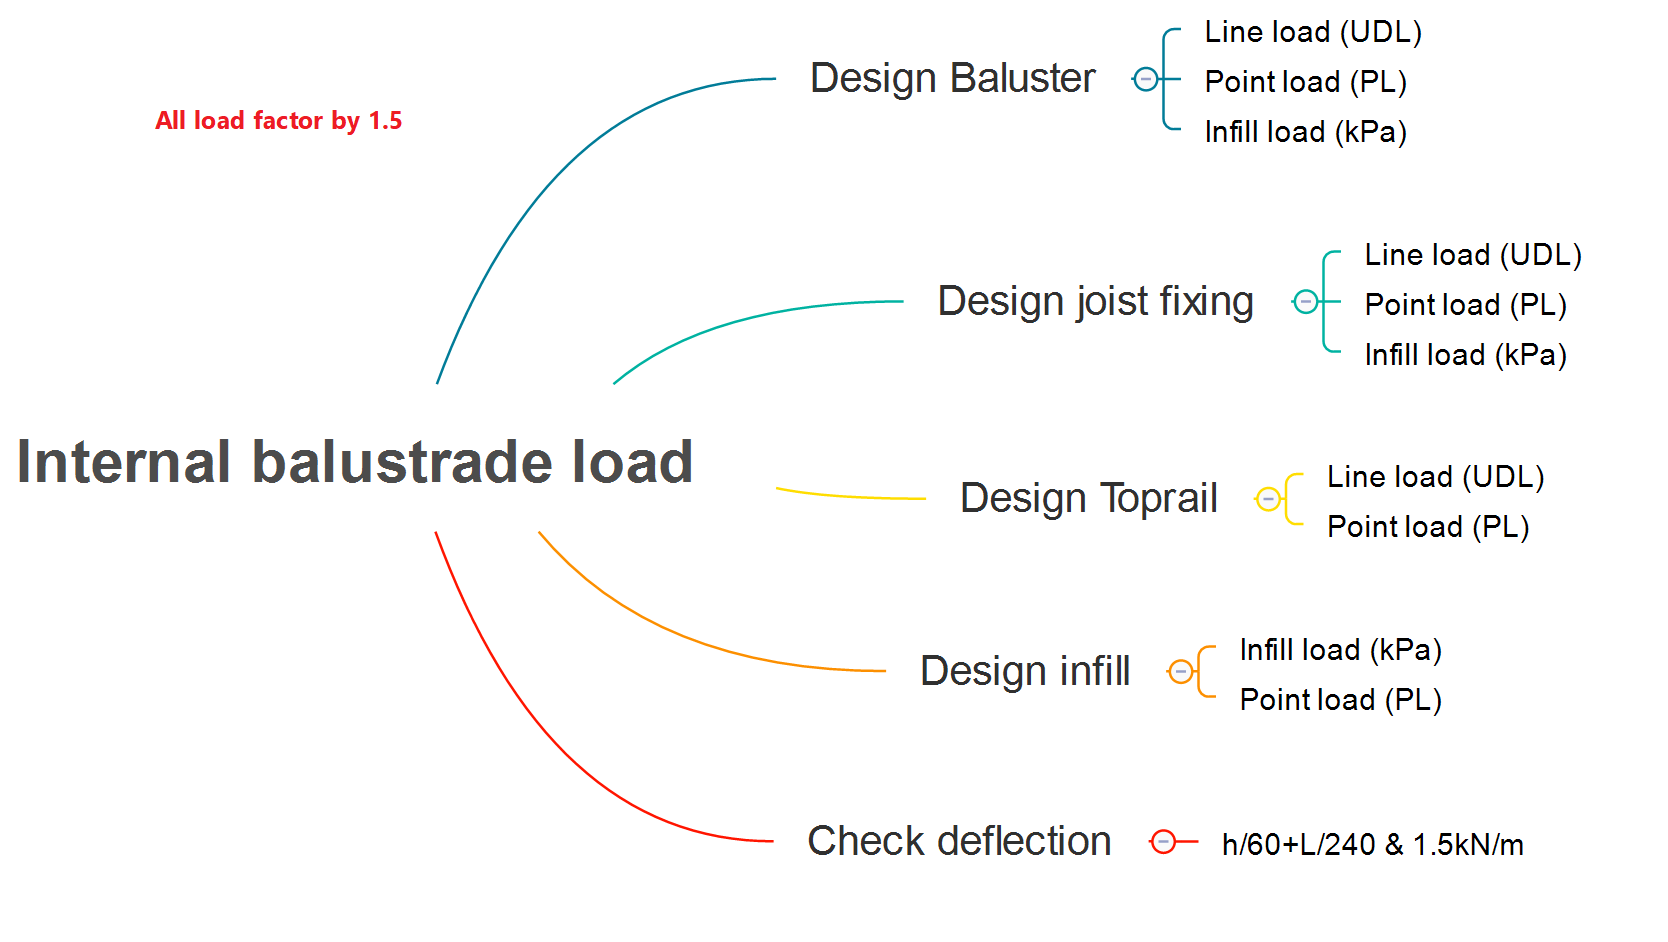 All load factor by 1.5
Internal balustrade load
Design Baluster
Line load (UDL)
Point load (PL)
Infill load (kPa)
Design joist fixing
Line load (UDL)
Point load (PL)
Infill load (kPa)
Design Toprail
Line load (UDL)
Point load (PL)
Design infill
Infill load (kPa)
Point load (PL)
Check deflection
h/60+L/240 & 1.5kN/m